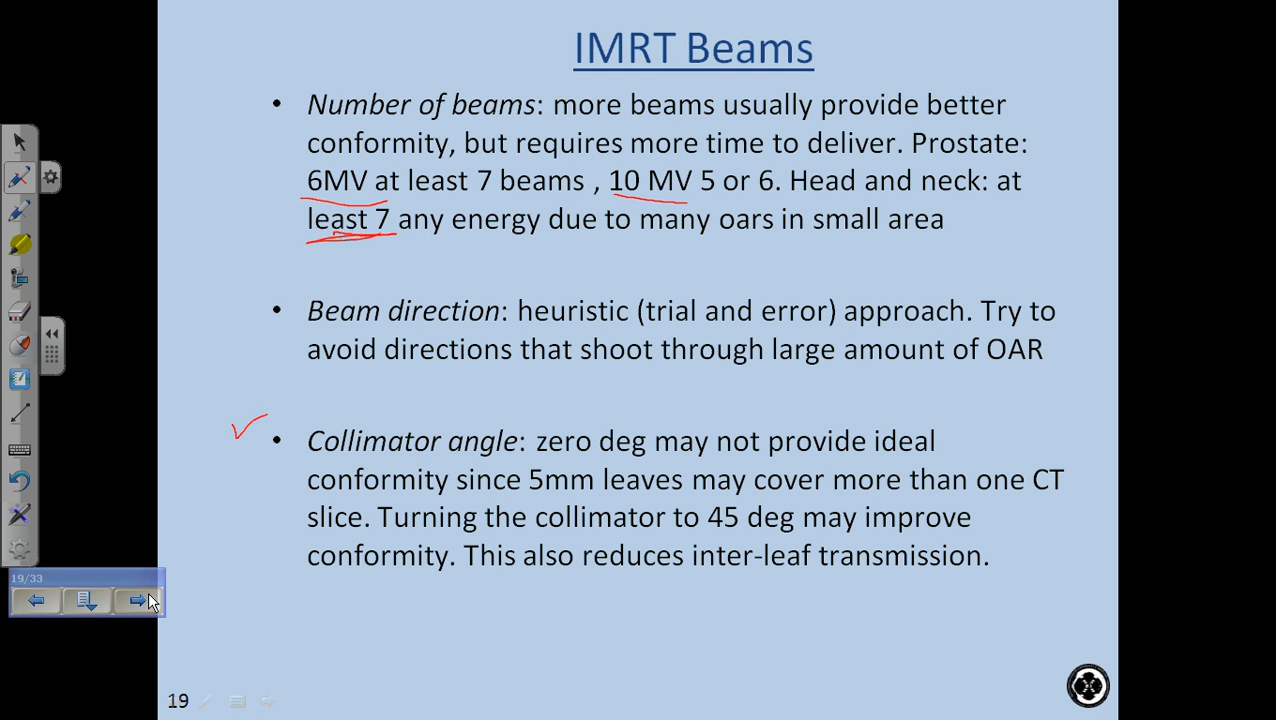 IMRT Beams
• Number of beams: more beams usually provide better
conformity, but requires more time to deliver. Prostate:
6MV at least 7 beams , 10 MV 5 or 6. Head and neck: at
least 7 any energy due to many oars in small area
• Beam direction: heuristic (trial and error) approach. Try to
avoid directions that shoot through large amount of OAR
• Collimator angle: zero deg may not provide ideal
conformity since 5mm leaves may cover more than one CT
slice. Turning the collimator to 45 deg may improve
conformity. This also reduces inter-leaf transmission.
19/33
19